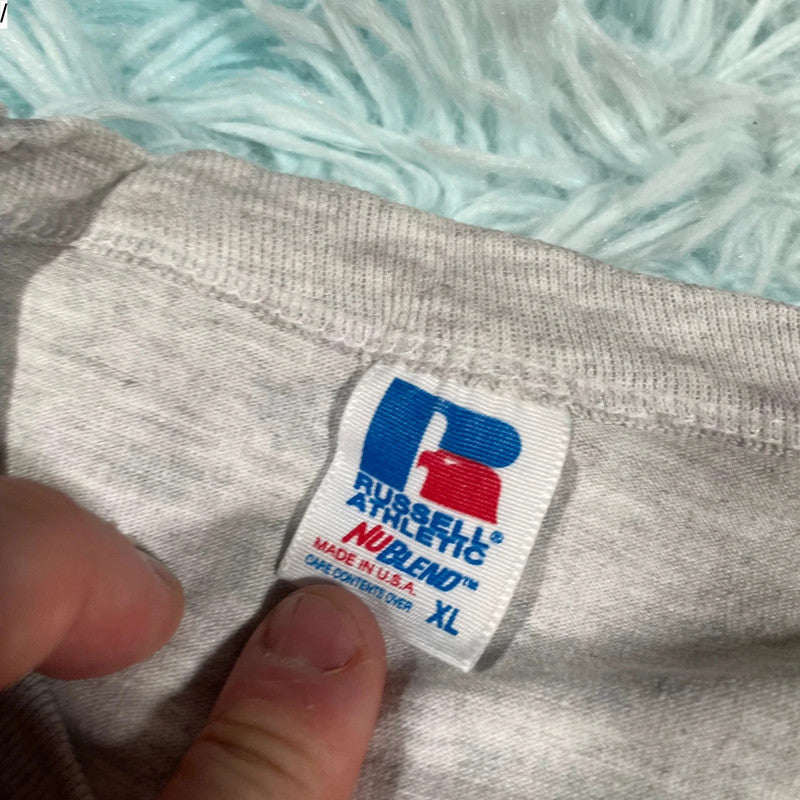 /
RUSSELL®
ATHLETIC
NUBLEND™
MADE IN U.S.A.
CARE CONTENTS OVER
XL